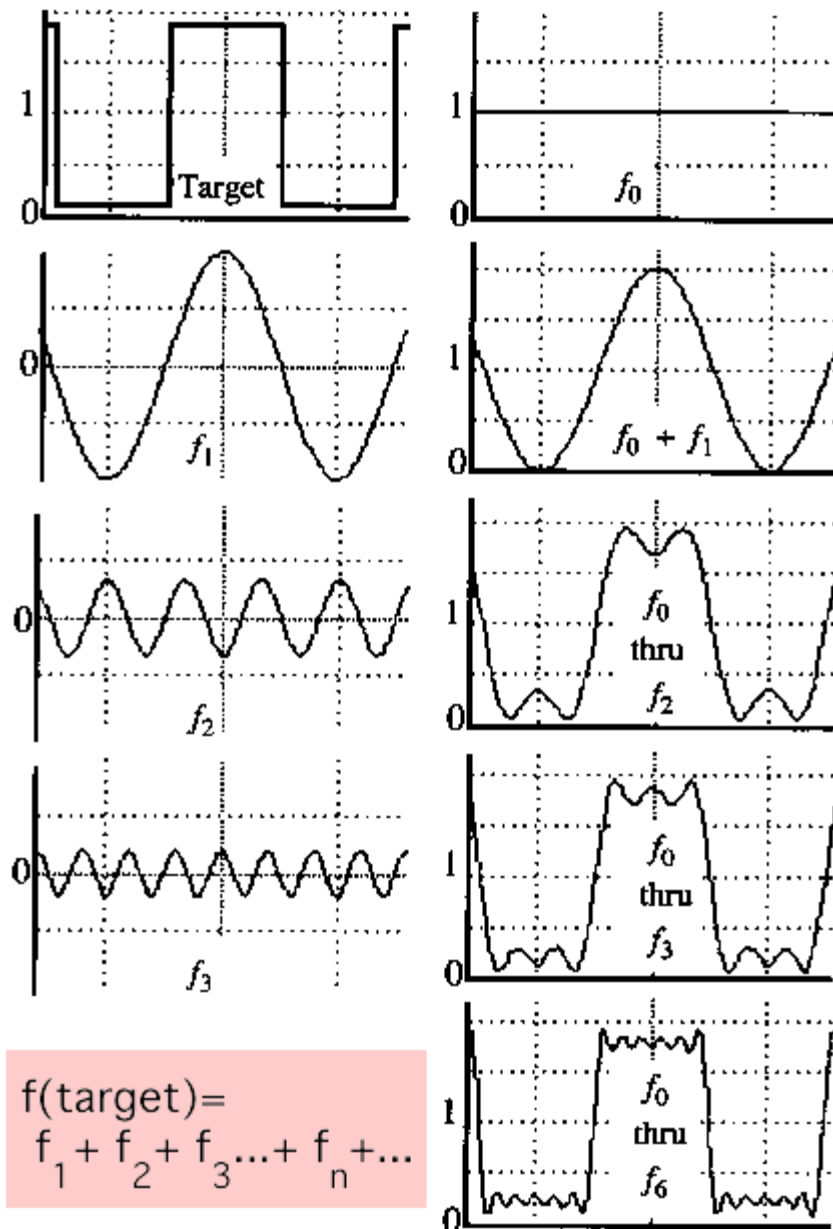 1
0
Target
1
0
f0
0
f1
1
0
f0 + f1
0
f2
1
0
f0
thru
f2
0
f3
1
0
f0
thru
f3
f(target)=
f1+ f2+ f3...+ fn+...
1
0
f0
thru
f6